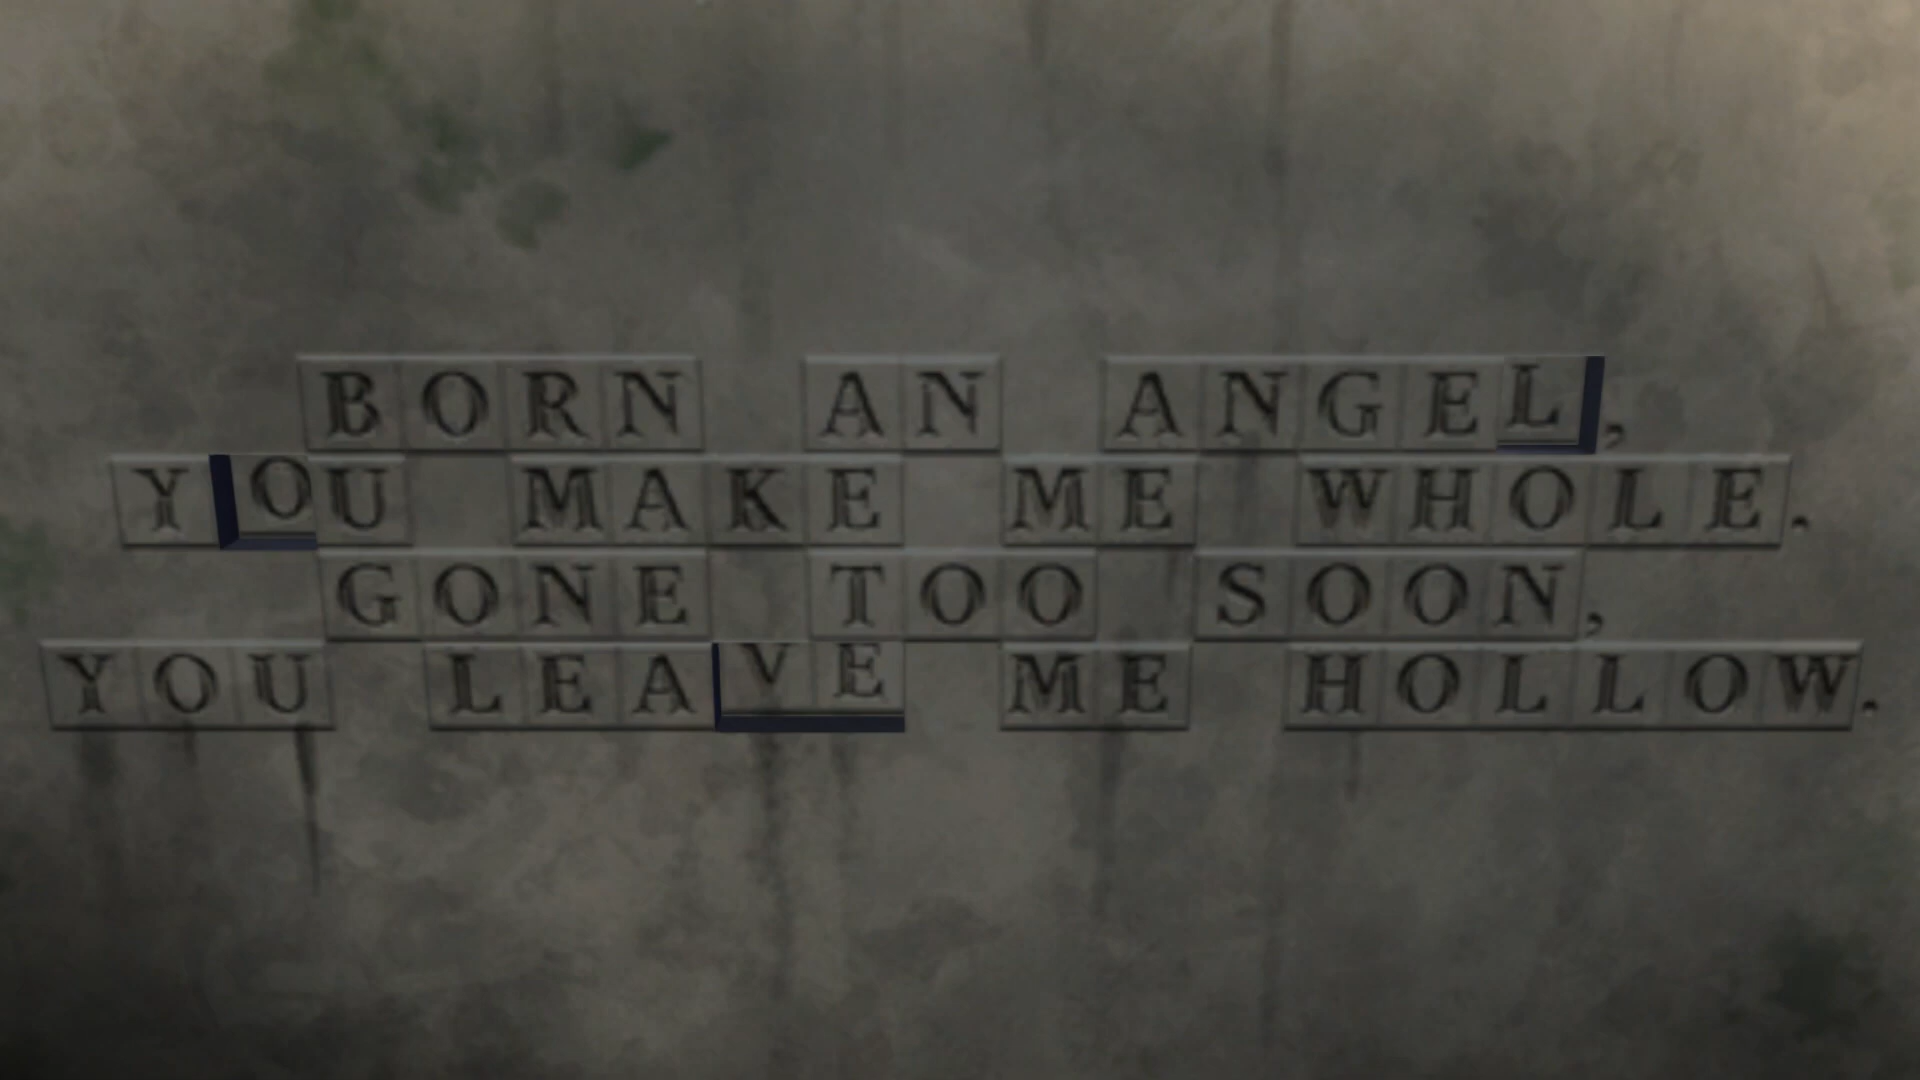 BORN AN ANGEL,
YOU MAKE ME WHOLE.
GONE TOO SOON,
YOU LEAVE ME HOLLOW.